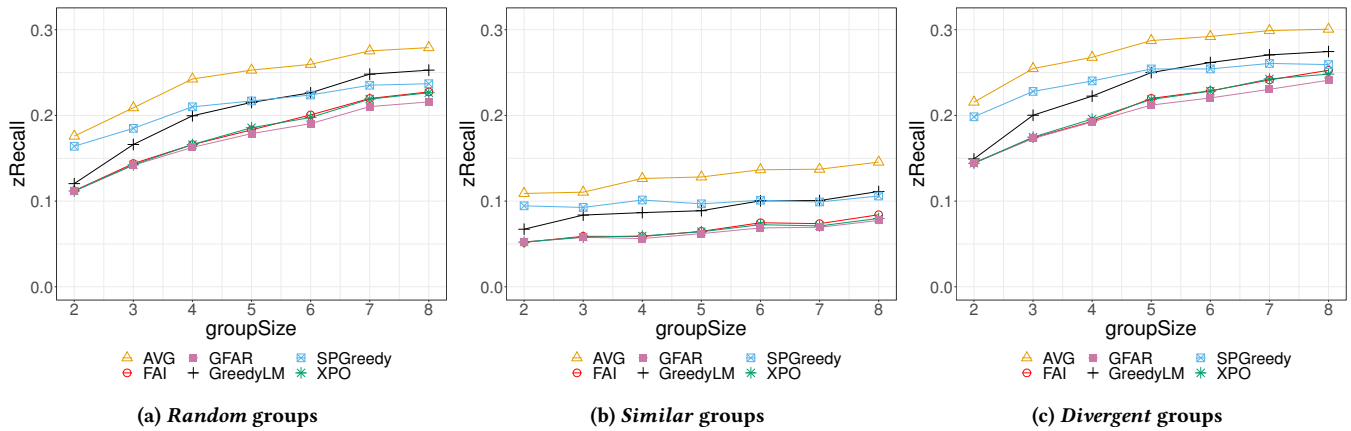 0.3
0.2
0.1
0.0
zRecall
2 3 4 5 6 7 8
groupSize
AVG GFAR SPGreedy
FAI GreedyLM XPO
(a) Random groups
0.3
0.2
0.1
0.0
zRecall
2 3 4 5 6 7 8
groupSize
AVG GFAR SPGreedy
FAI GreedyLM XPO
(b) Similar groups
0.3
0.2
0.1
0.0
zRecall
2 3 4 5 6 7 8
groupSize
AVG GFAR SPGreedy
FAI GreedyLM XPO
(c) Divergent groups